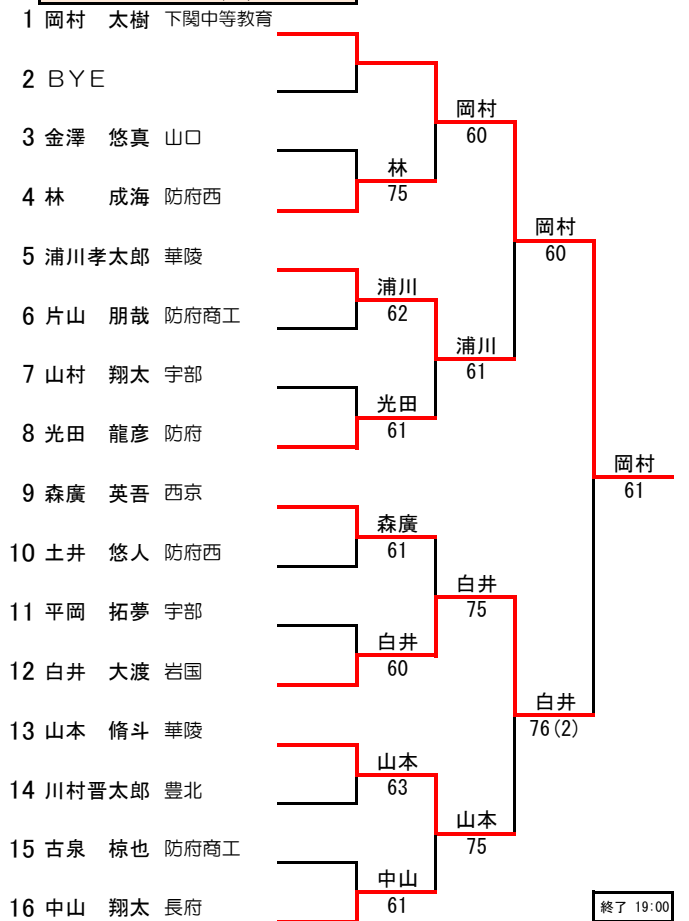 1 岡村　太樹 下関中等教育
2 ＢＹＥ
3 金澤　悠真 山口
4 林　　成海 防府西
5 浦川孝太郎 華陵
6 片山　朋哉 防府商工
7 山村　翔太 宇部
8 光田　龍彦 防府
9 森廣　英吾 西京
10 土井　悠人 防府西
11 平岡　拓夢 宇部
12 白井　大渡 岩国
13 山本　脩斗 華陵
14 川村晋太郎 豊北
15 古泉　椋也 防府商工
16 中山　翔太 長府
林
75
浦川
62
光田
61
森廣
61
白井
60
山本
63
中山
61
岡村
60
浦川
61
白井
75
山本
75
岡村
60
白井
76(2)
岡村
61
終了 19:00